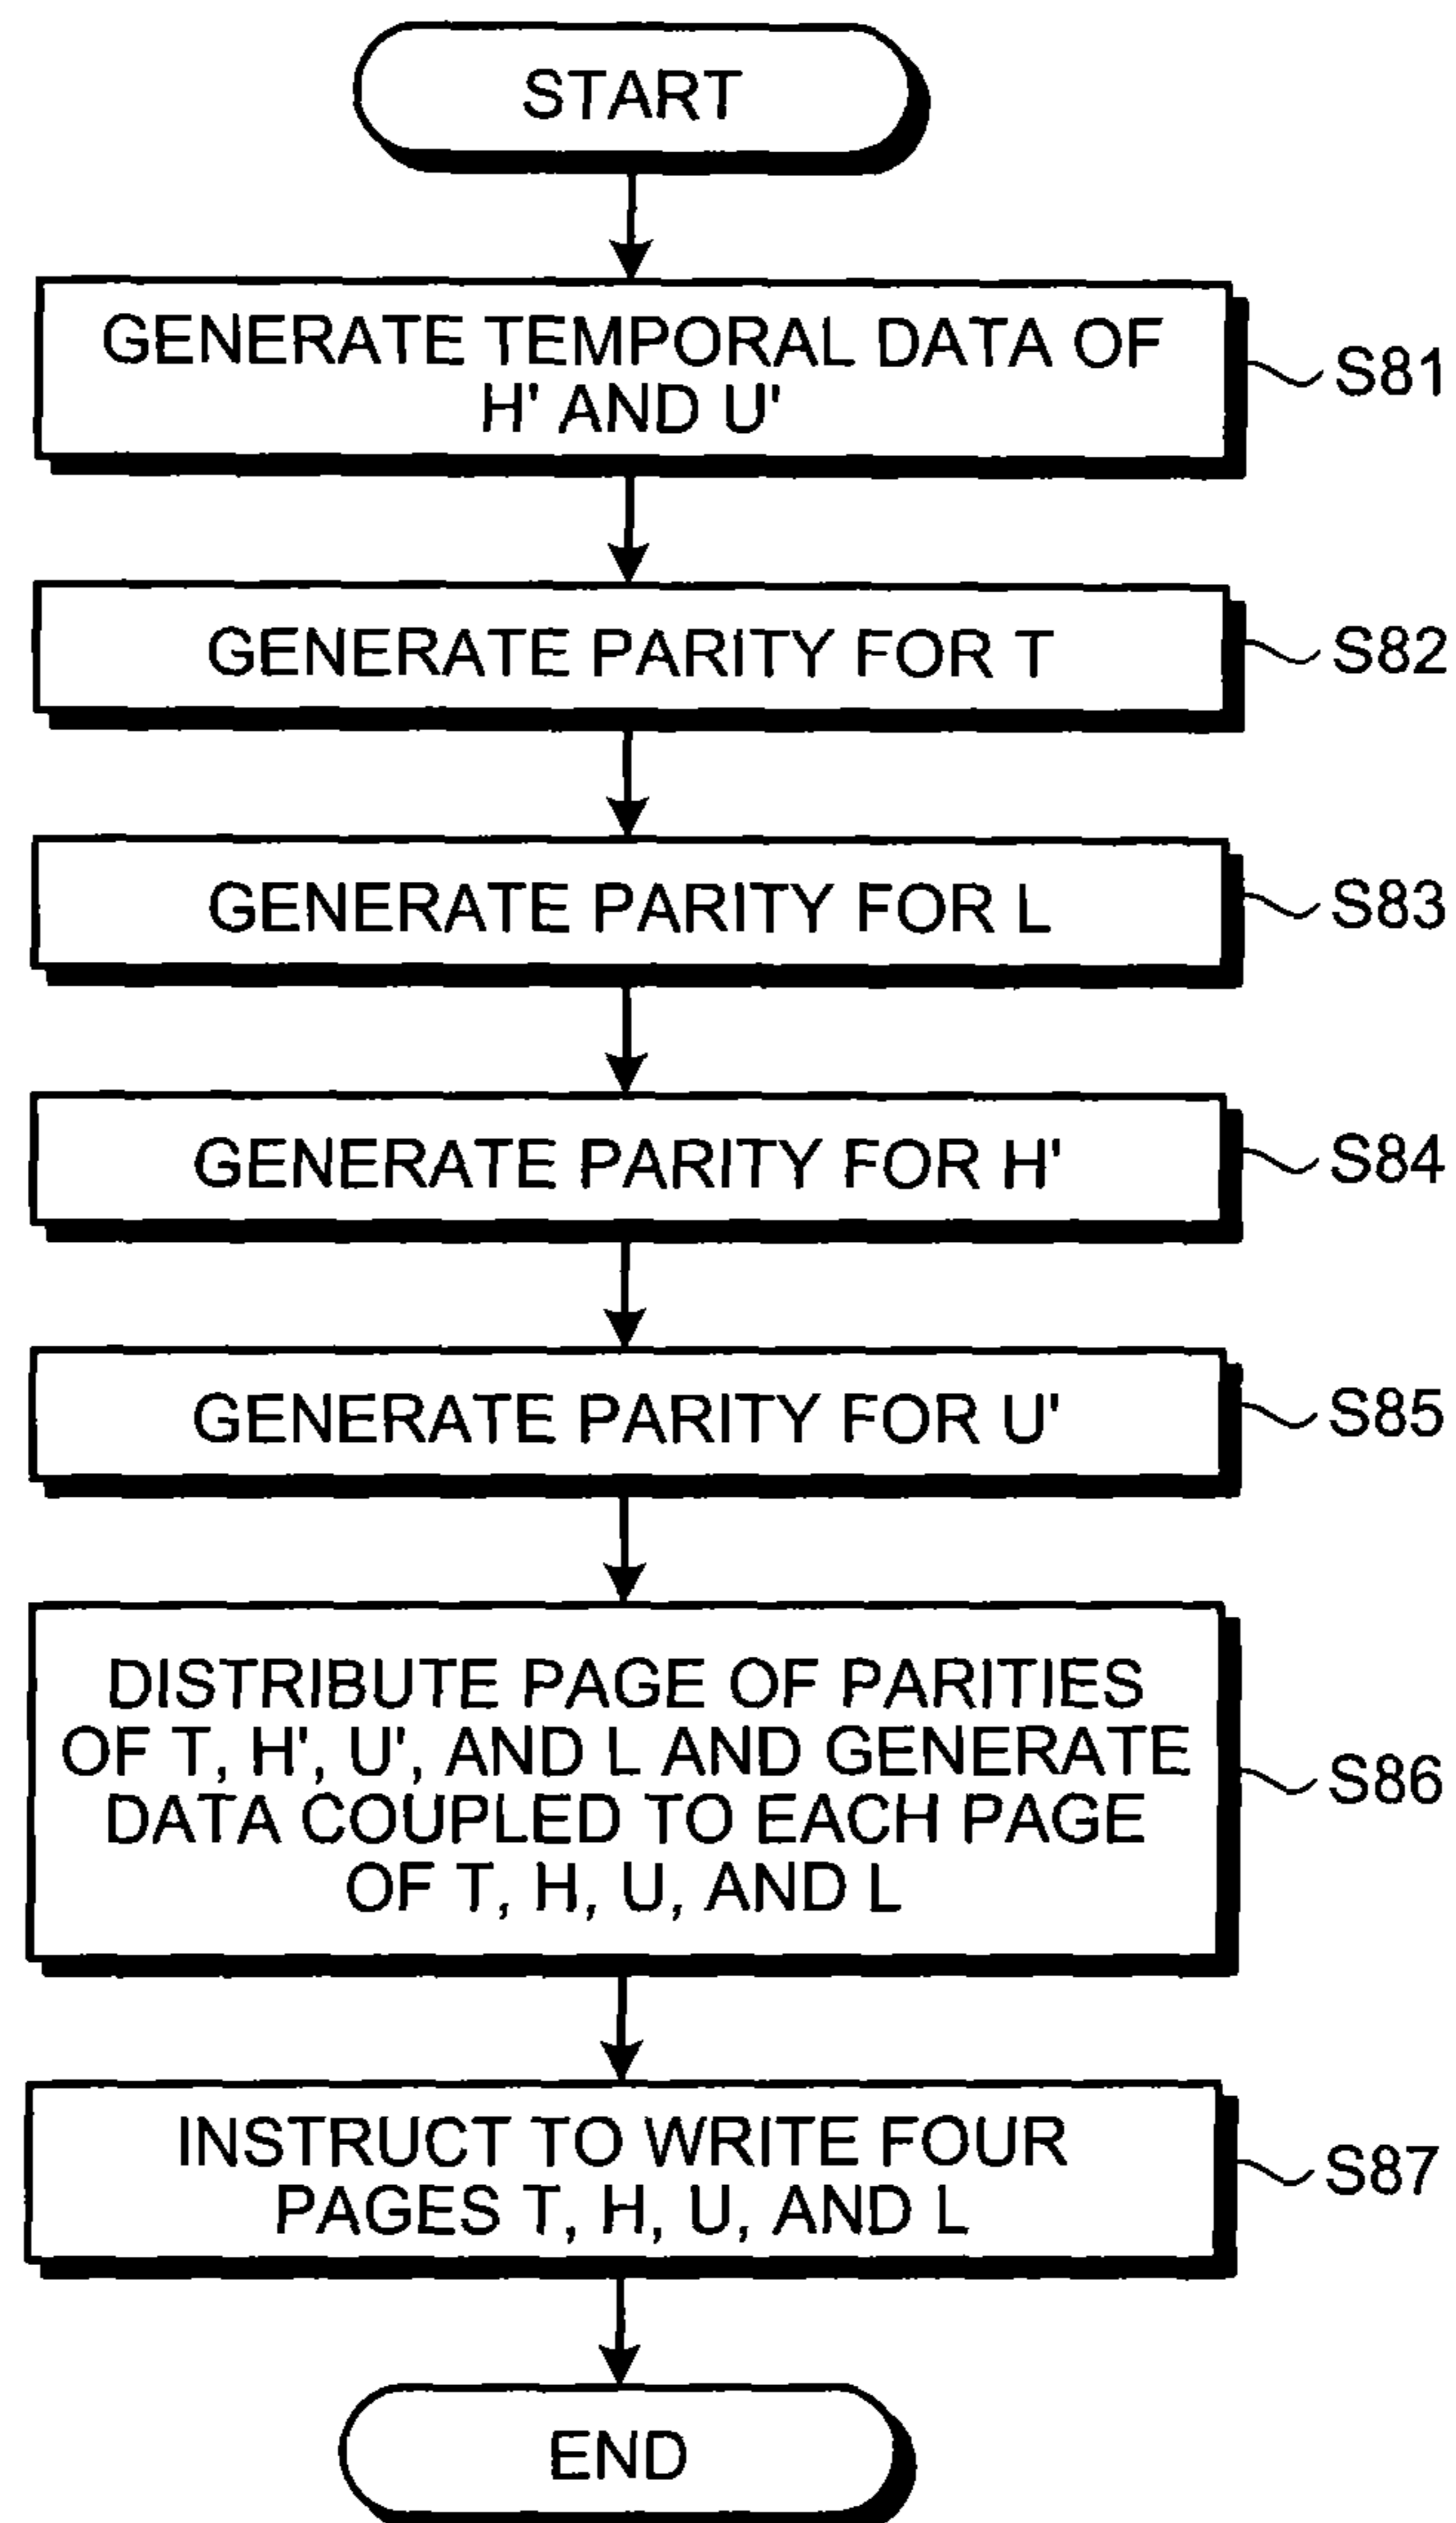 START
GENERATE TEMPORAL DATA OF
H' AND U'
S81
GENERATE PARITY FOR T
S82
GENERATE PARITY FOR L
S83
GENERATE PARITY FOR H'
S84
GENERATE PARITY FOR U'
S85
DISTRIBUTE PAGE OF PARITIES
OF T, H', U', AND L AND GENERATE
DATA COUPLED TO EACH PAGE
OF T, H, U, AND L
S86
INSTRUCT TO WRITE FOUR
PAGES T, H, U, AND L
S87
END